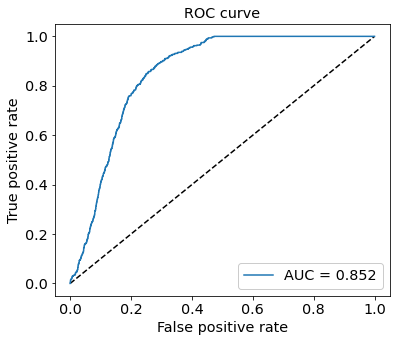 ROC curve
1.0
0.8
0.6
0.4
0.2
0.0
True positive rate
AUC = 0.852
0.0 0.2 0.4 0.6 0.8 1.0
False positive rate